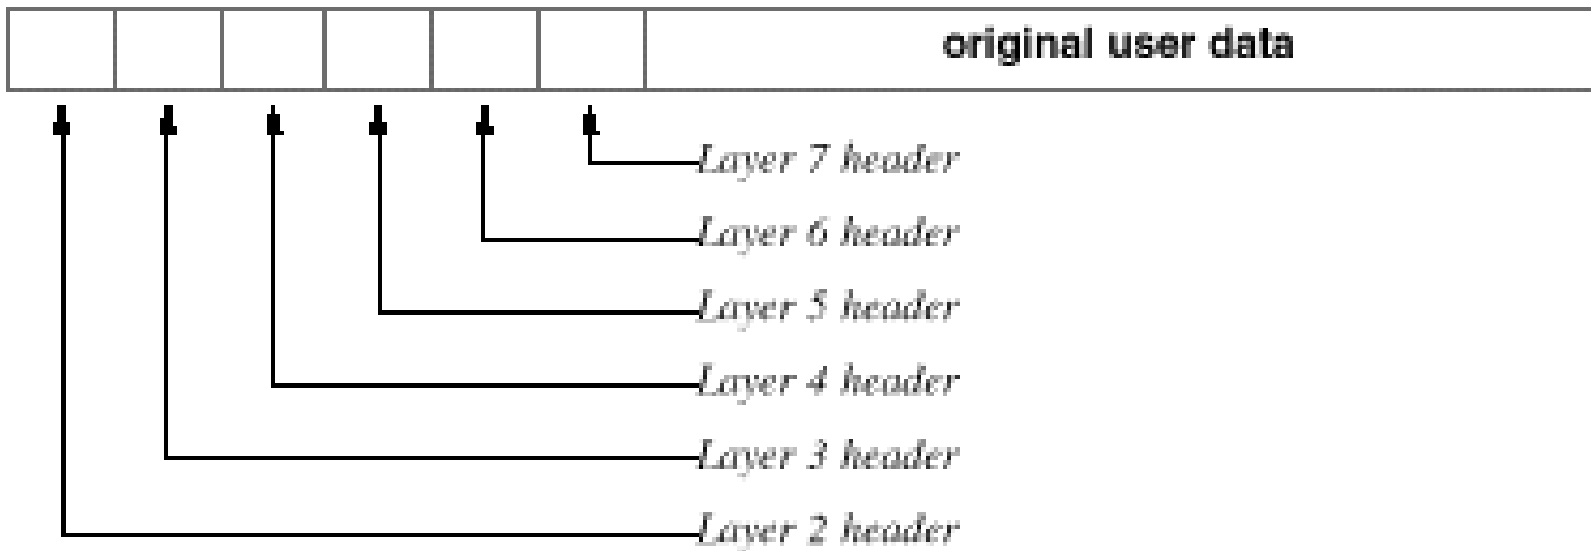 original user data
Layer 7 header
Layer 6 header
Layer 5 header
Layer 4 header
Layer 3 header
Layer 2 header